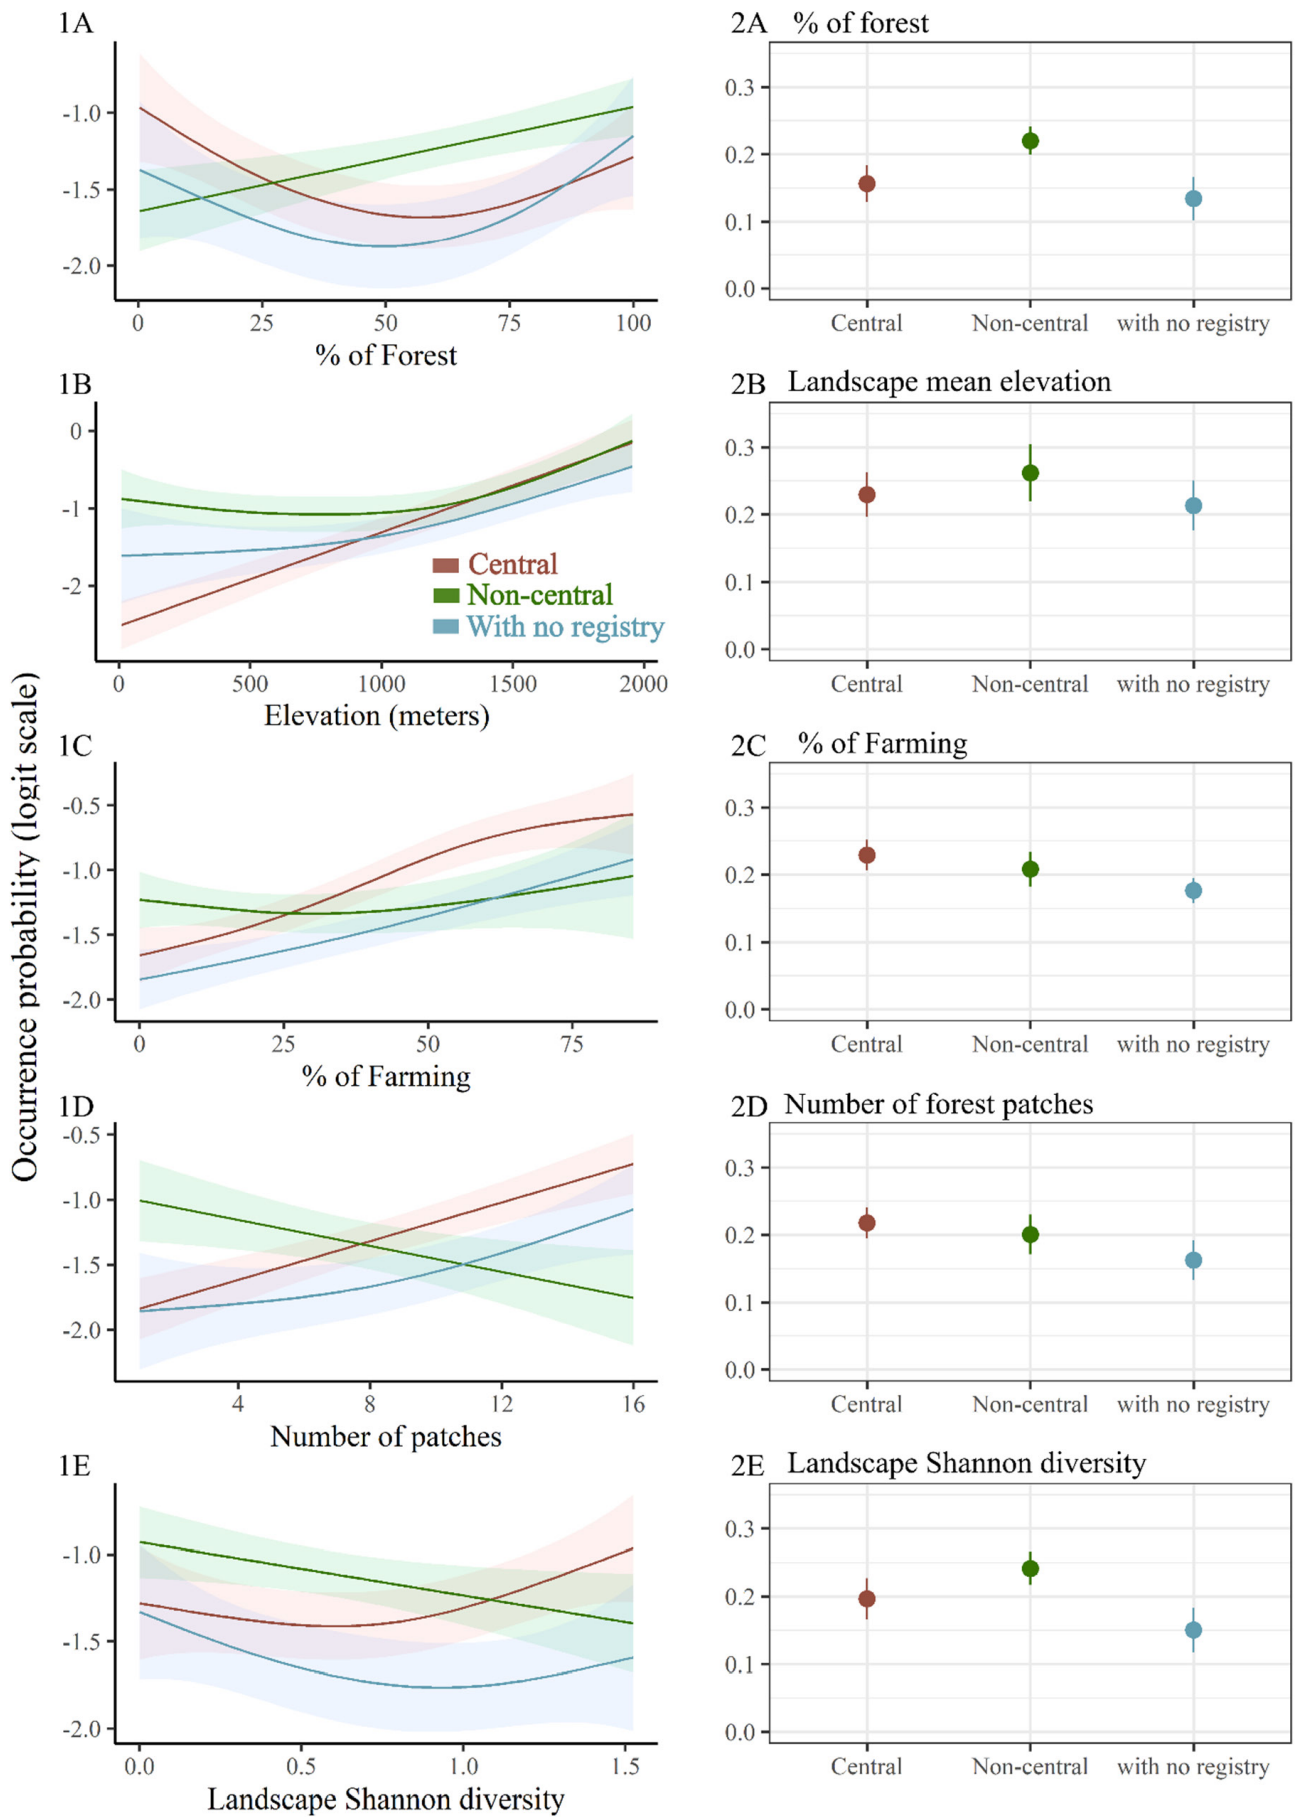 Occurrence probability (logit scale)
1A
-1.0
-1.5
-2.0
0 25 50 75 100
% of Forest
2A % of forest
0.3
0.2
0.1
0.0
Central Non-central with no registry
1B
0
-1
-2
Central
Non-central
With no registry
0 500 1000 1500 2000
Elevation (meters)
2B Landscape mean elevation
0.3
0.2
0.1
0.0
Central Non-central with no registry
1C
-0.5
-1.0
-1.5
-2.0
0 25 50 75
% of Farming
2C % of Farming
0.3
0.2
0.1
0.0
Central Non-central with no registry
1D
-0.5
-1.0
-1.5
-2.0
4 8 12 16
Number of patches
2D Number of forest patches
0.3
0.2
0.1
0.0
Central Non-central with no registry
1E
-1.0
-1.5
-2.0
0.0 0.5 1.0 1.5
Landscape Shannon diversity
2E Landscape Shannon diversity
0.3
0.2
0.1
0.0
Central Non-central with no registry